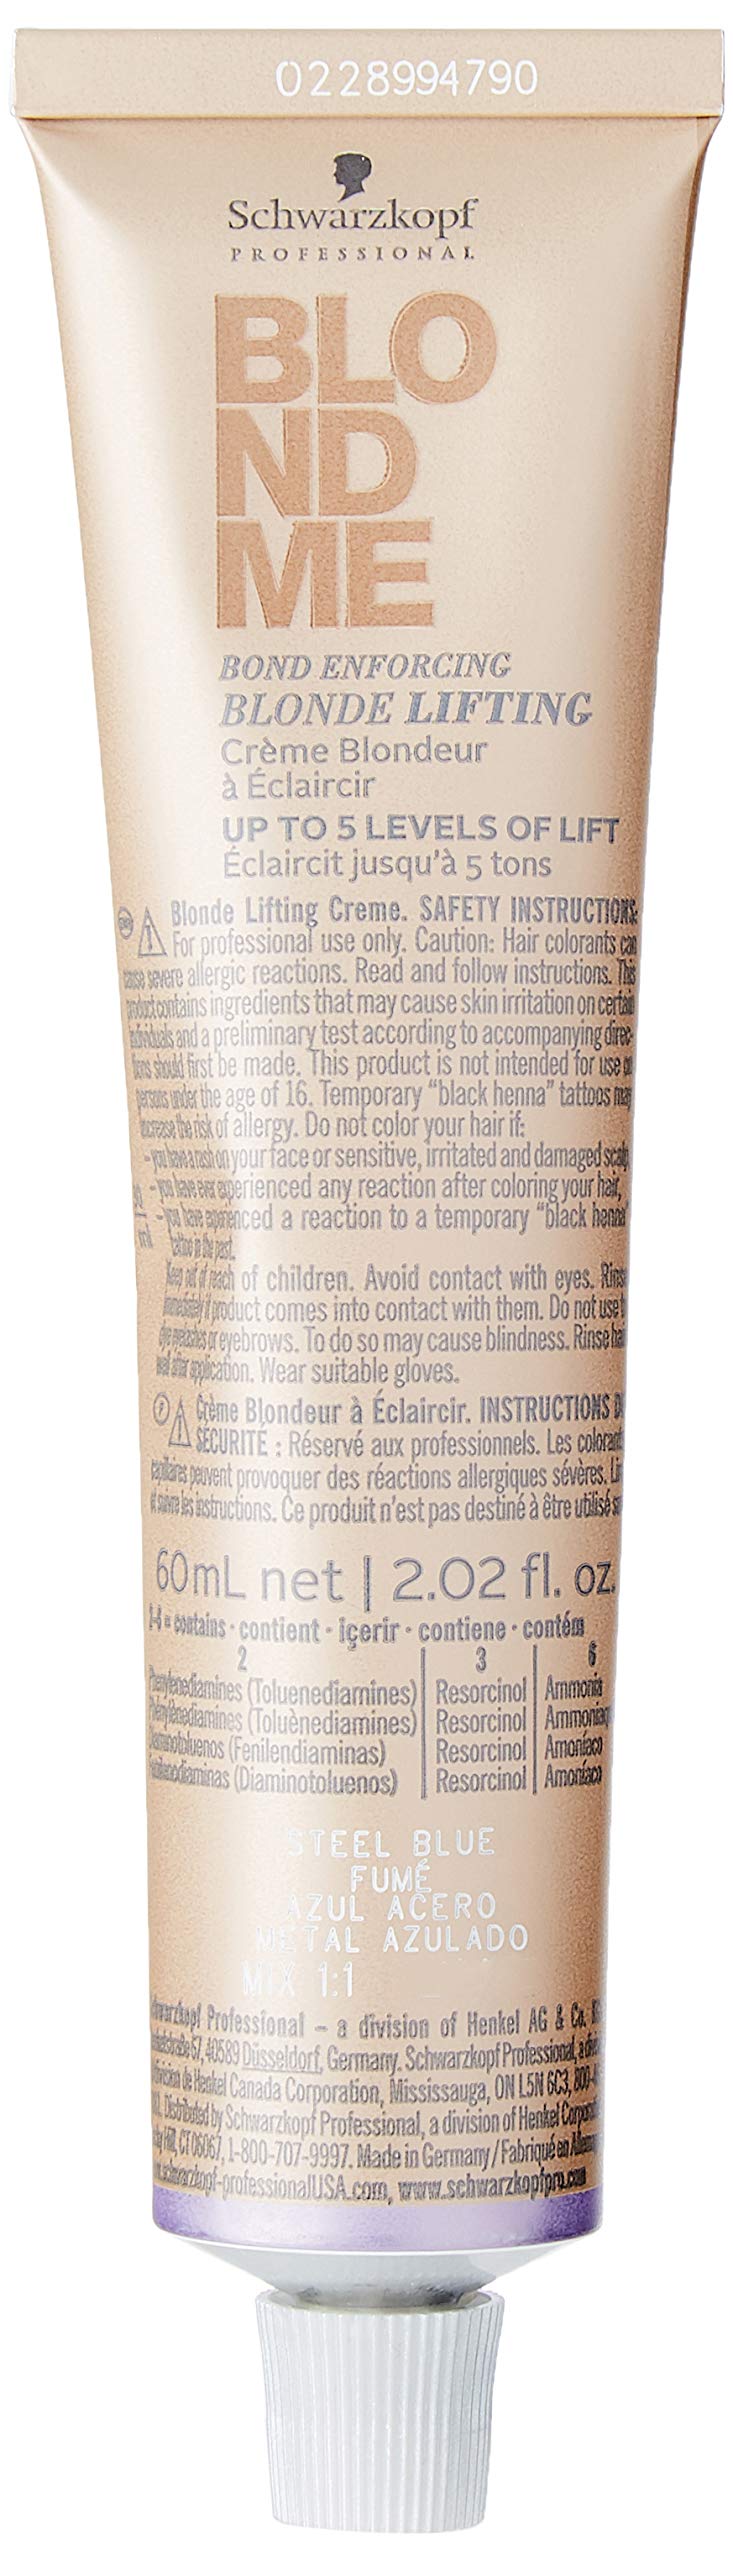 0228994790
Schwarzkopf
PROFESSIONAL
BLO
ND
ME
BOND ENFORCING
BLONDE LIFTING
Crème Blondeur
à Éclaircir
UP TO 5 LEVELS OF LIFT
Éclaircit jusqu'à 5 tons
Blonde Lifting Creme. SAFETY INSTRUCTIONS:
For professional use only. Caution: Hair colorants can
cause severe allergic reactions. Read and follow instructions. This
product contains ingredients that may cause skin irritation on certain
individuals and a preliminary test according to accompanying direc-
tions should first be made. This product is not intended for use on
persons under the age of 16. Temporary "black henna" tattoos may
increase the risk of allergy. Do not color your hair if:
- you have a rash on your face or sensitive, irritated and damaged scalp,
- you have ever experienced any reaction after coloring your hair,
- you have experienced a reaction to a temporary "black henna"
tattoo in the past.
ml
Keep out of reach of children. Avoid contact with eyes. Rinse
immediately if product comes into contact with them. Do not use
dye eyelashes or eyebrows. To do so may cause blindness. Rinse hair
well after application. Wear suitable gloves.
F Crème Blondeur à Éclaircir. INSTRUCTIONS
SÉCURITÉ : Réservé aux professionnels. Les
capillaires peuvent provoquer des réactions allergiques sévères.
et suivre les instructions. Ce produit n'est pas destiné à être utilisé
60mL net | 2.02 fl. oz.
= contains · contient · içerir · contiene · contém
2 3 6
Phenylenediamines (Toluenediamines) Resorcinol Ammonia
Phénylènediamines (Toluènediamines) Resorcinol
Diaminotoluenos (Fenilendiaminas) Resorcinol Amoníaco
Fenilenodiaminas (Diaminotoluenos) Resorcinol Amoníaco
STEEL BLUE
FUMÉ
AZUL ACERO
METAL AZULADO
MIX 1:1
Schwarzkopf Professional – a division of Henkel AG & Co.
67, 40589 Düsseldorf, Germany. Schwarzkopf Professional, a
division de Henkel Canada Corporation, Mississauga, ON L5N 6C3,
Distributed by Schwarzkopf Professional, a division of Henkel
CT 06067, 1-800-707-9997. Made in Germany / Fabriqué en
www.schwarzkopf-professionalUSA.com, www.schwarzkopfpro.com